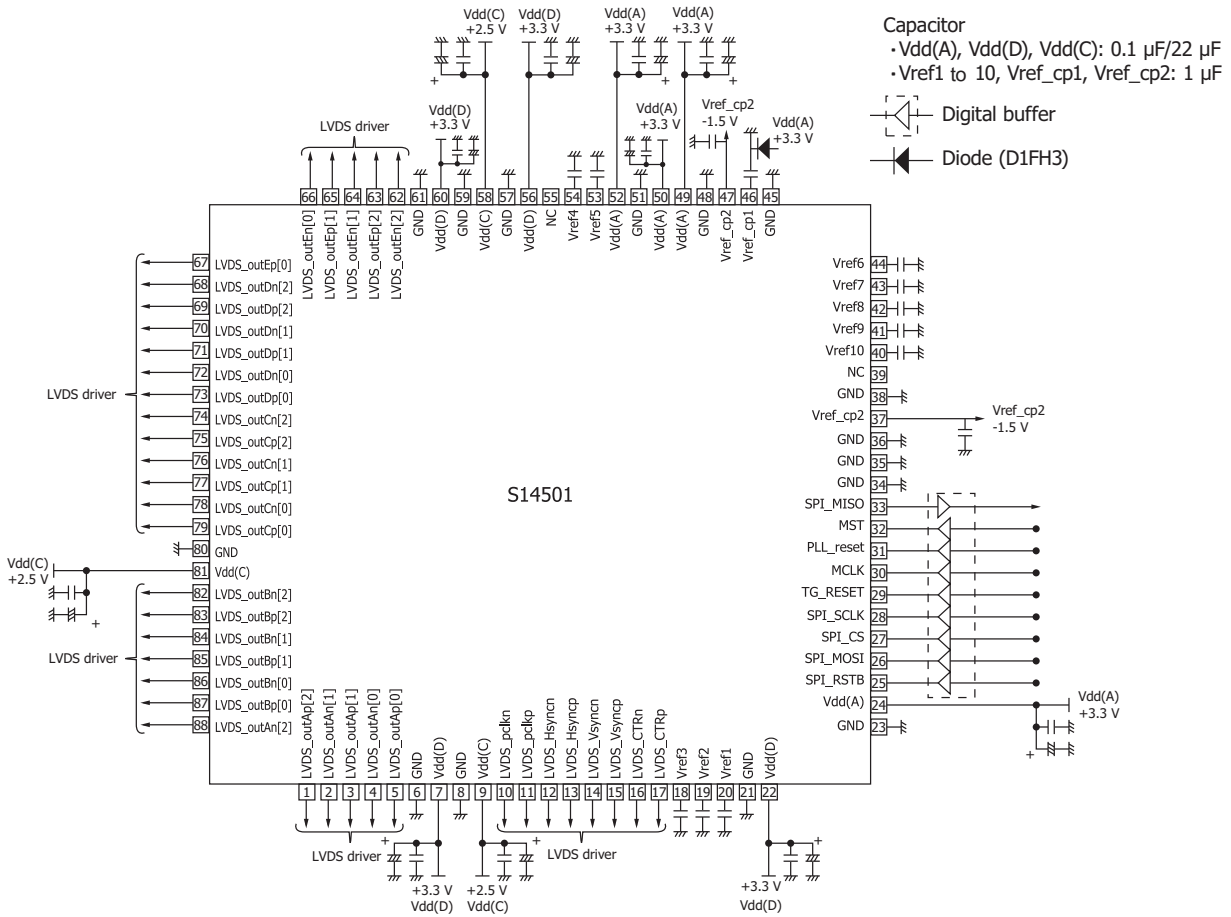 Capacitor
・Vdd(A), Vdd(D), Vdd(C): 0.1 µF/22 µF
・Vref1 to 10, Vref_cp1, Vref_cp2: 1 µF
Digital buffer
Diode (D1FH3)
Vdd(C)
+2.5 V
Vdd(D)
+3.3 V
Vdd(A)
+3.3 V
Vdd(A)
+3.3 V
+
+
Vdd(D)
+3.3 V
Vdd(A)
+3.3 V
Vref_cp2
-1.5 V
Vdd(A)
+3.3 V
LVDS driver
66 LVDS_outEn[0]
65 LVDS_outEp[1]
64 LVDS_outEn[1]
63 LVDS_outEp[2]
62 LVDS_outEn[2]
61 GND
60 Vdd(D)
59 GND
58 Vdd(C)
57 GND
56 Vdd(D)
55 NC
54 Vref4
53 Vref5
52 Vdd(A)
51 GND
50 Vdd(A)
49 Vdd(A)
48 GND
47 Vref_cp2
46 Vref_cp1
45 GND
67 LVDS_outEp[0]
68 LVDS_outDn[2]
69 LVDS_outDp[2]
70 LVDS_outDn[1]
71 LVDS_outDp[1]
72 LVDS_outDn[0]
73 LVDS_outDp[0]
74 LVDS_outCn[2]
75 LVDS_outCp[2]
76 LVDS_outCn[1]
77 LVDS_outCp[1]
78 LVDS_outCn[0]
79 LVDS_outCp[0]
LVDS driver
80 GND
81 Vdd(C)
Vdd(C)
+2.5 V
+
82 LVDS_outBn[2]
83 LVDS_outBp[2]
84 LVDS_outBn[1]
85 LVDS_outBp[1]
86 LVDS_outBn[0]
87 LVDS_outBp[0]
88 LVDS_outAn[2]
LVDS driver
S14501
Vref6 44
Vref7 43
Vref8 42
Vref9 41
Vref10 40
NC 39
GND 38
Vref_cp2 37
Vref_cp2
-1.5 V
GND 36
GND 35
GND 34
SPI_MISO 33
MST 32
PLL_reset 31
MCLK 30
TG_RESET 29
SPI_SCLK 28
SPI_CS 27
SPI_MOSI 26
SPI_RSTB 25
Vdd(A) 24
Vdd(A)
+3.3 V
GND 23
+
LVDS_outAp[2] 1
LVDS_outAn[1] 2
LVDS_outAp[1] 3
LVDS_outAn[0] 4
LVDS_outAp[0] 5
GND 6
Vdd(D) 7
GND 8
Vdd(C) 9
LVDS_pclkn 10
LVDS_pclkp 11
LVDS_Hsyncn 12
LVDS_Hsyncp 13
LVDS_Vsyncn 14
LVDS_Vsyncp 15
LVDS_CTRn 16
LVDS_CTRp 17
Vref3 18
Vref2 19
Vref1 20
GND 21
Vdd(D) 22
LVDS driver
+
+
LVDS driver
+
+3.3 V
Vdd(D)
+2.5 V
Vdd(C)
+3.3 V
Vdd(D)